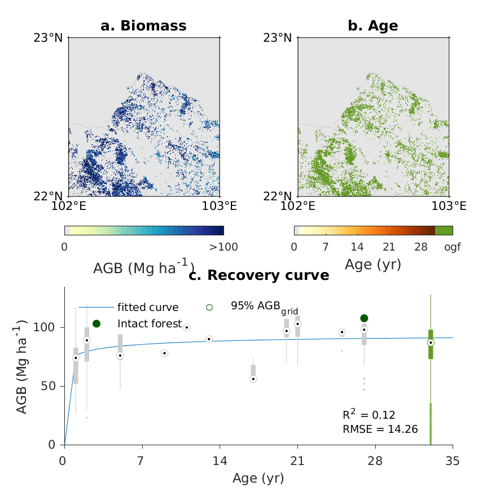 a. Biomass
b. Age
23°N
22°N
102°E
103°E
23°N
22°N
102°E
103°E
0
>100
AGB (Mg ha⁻¹)
0 7 14 21 28 ogf
Age (yr)
c. Recovery curve
fitted curve
95% AGBgrid
Intact forest
AGB (Mg ha⁻¹)
100
50
0
R² = 0.12
RMSE = 14.26
0 7 14 21 28 35
Age (yr)